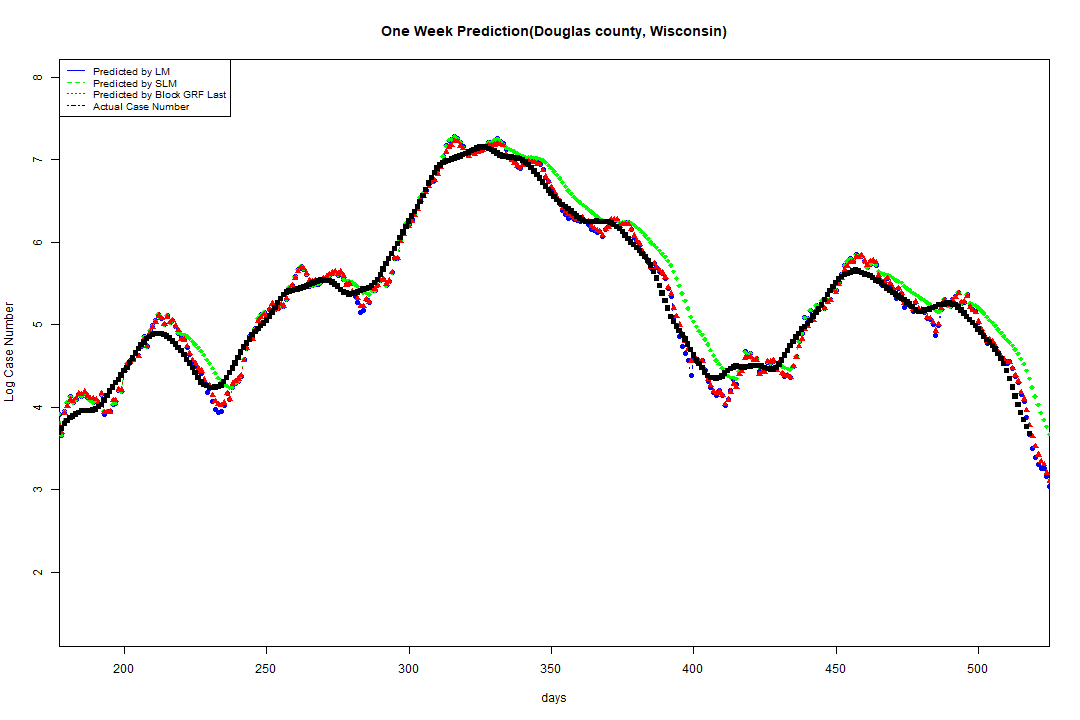 One Week Prediction(Douglas county, Wisconsin)
Predicted by LM
Predicted by SLM
Predicted by Block GRF Last
Actual Case Number
8
7
6
5
4
3
2
Log Case Number
200 250 300 350 400 450 500
days